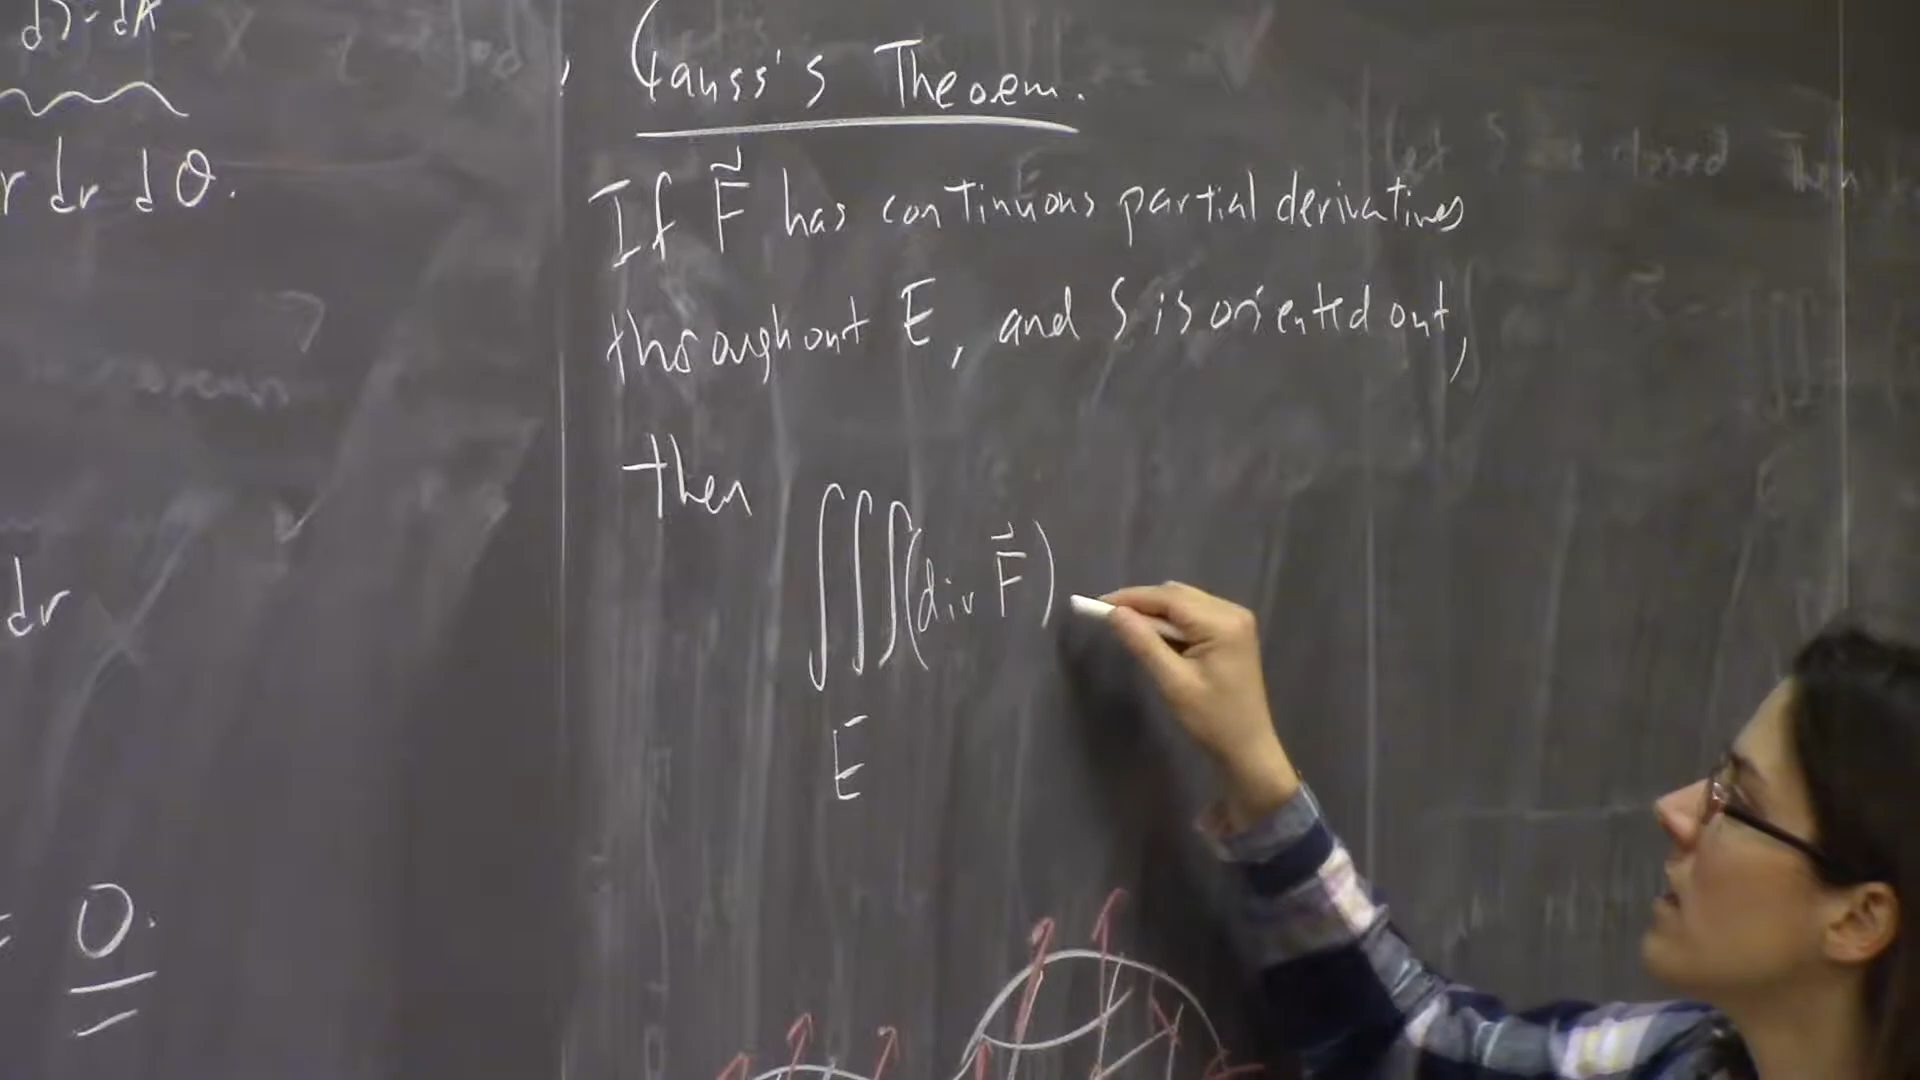 r dr dθ.
dr
= 0.
Gauss's Theorem.
If F⃗ has continuous partial derivatives
throughout E, and S is oriented out,
then ∭(div F⃗)
E